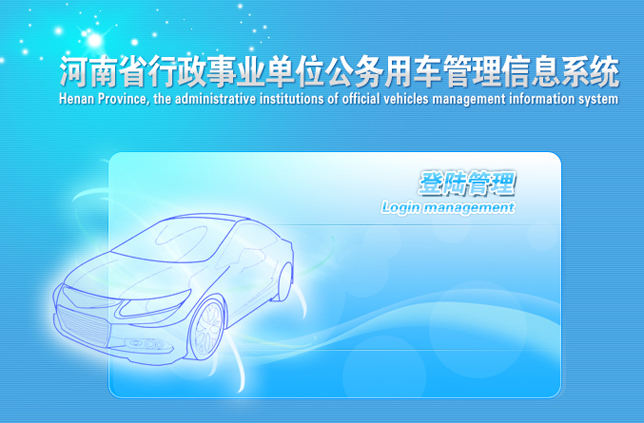 河南省行政事业单位公务用车管理信息系统
Henan Province, the administrative institutions of official vehicles management information system
登陆管理
Login management